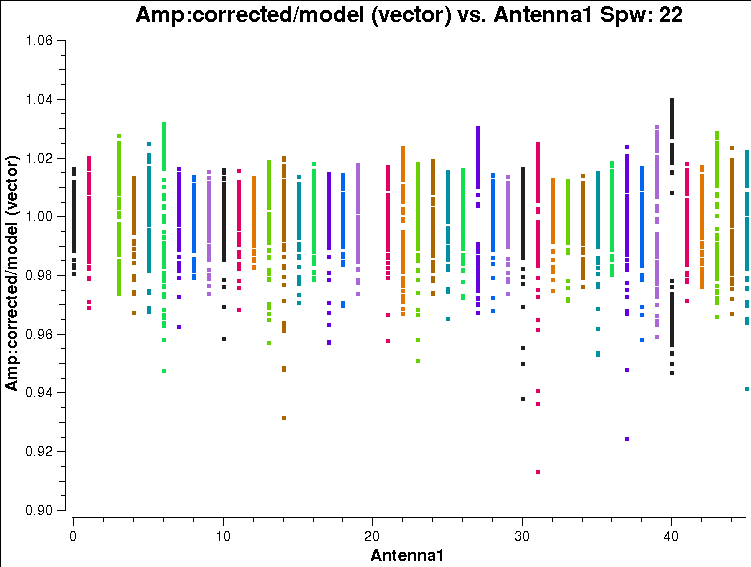 Amp:corrected/model (vector) vs. Antenna1 Spw: 22
1.06
1.04
1.02
1.00
0.98
0.96
0.94
0.92
0.90
Amp:corrected/model (vector)
0 10 20 30 40
Antenna1